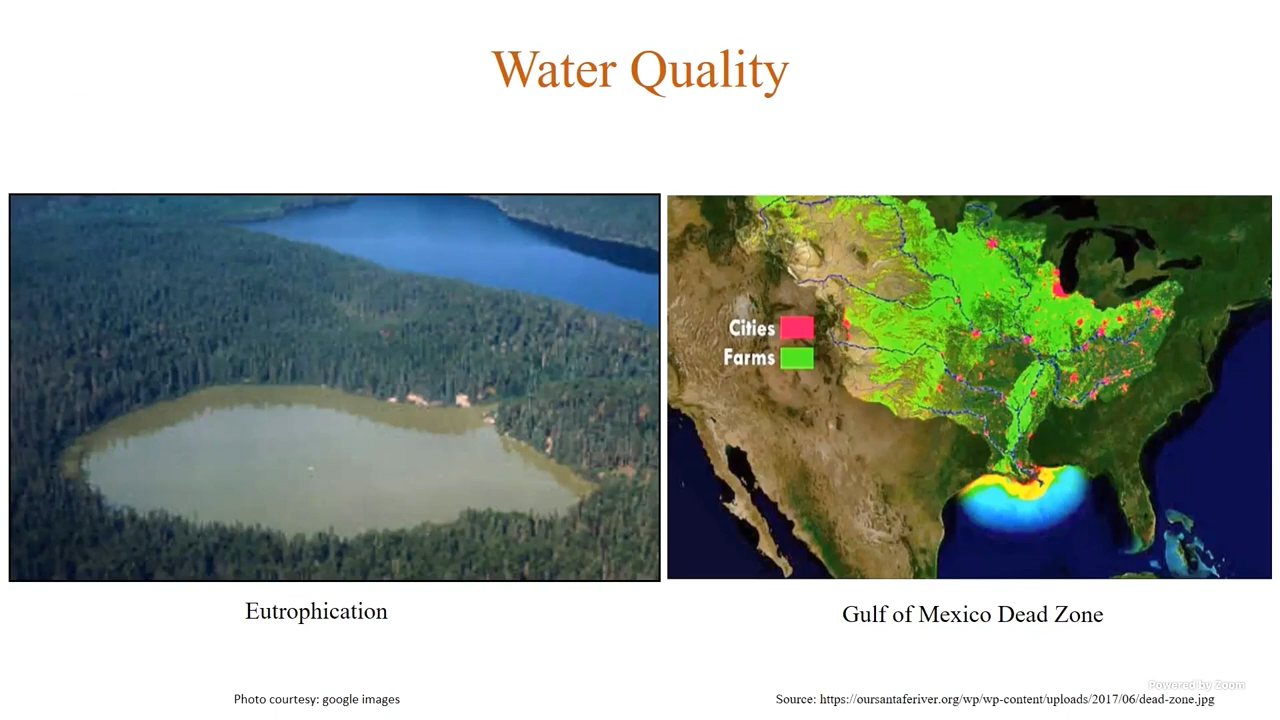 Water Quality
Cities
Farms
Eutrophication
Gulf of Mexico Dead Zone
Powered by Zoom
Photo courtesy: google images
Source: https://oursantaferiver.org/wp/wp-content/uploads/2017/06/dead-zone.jpg